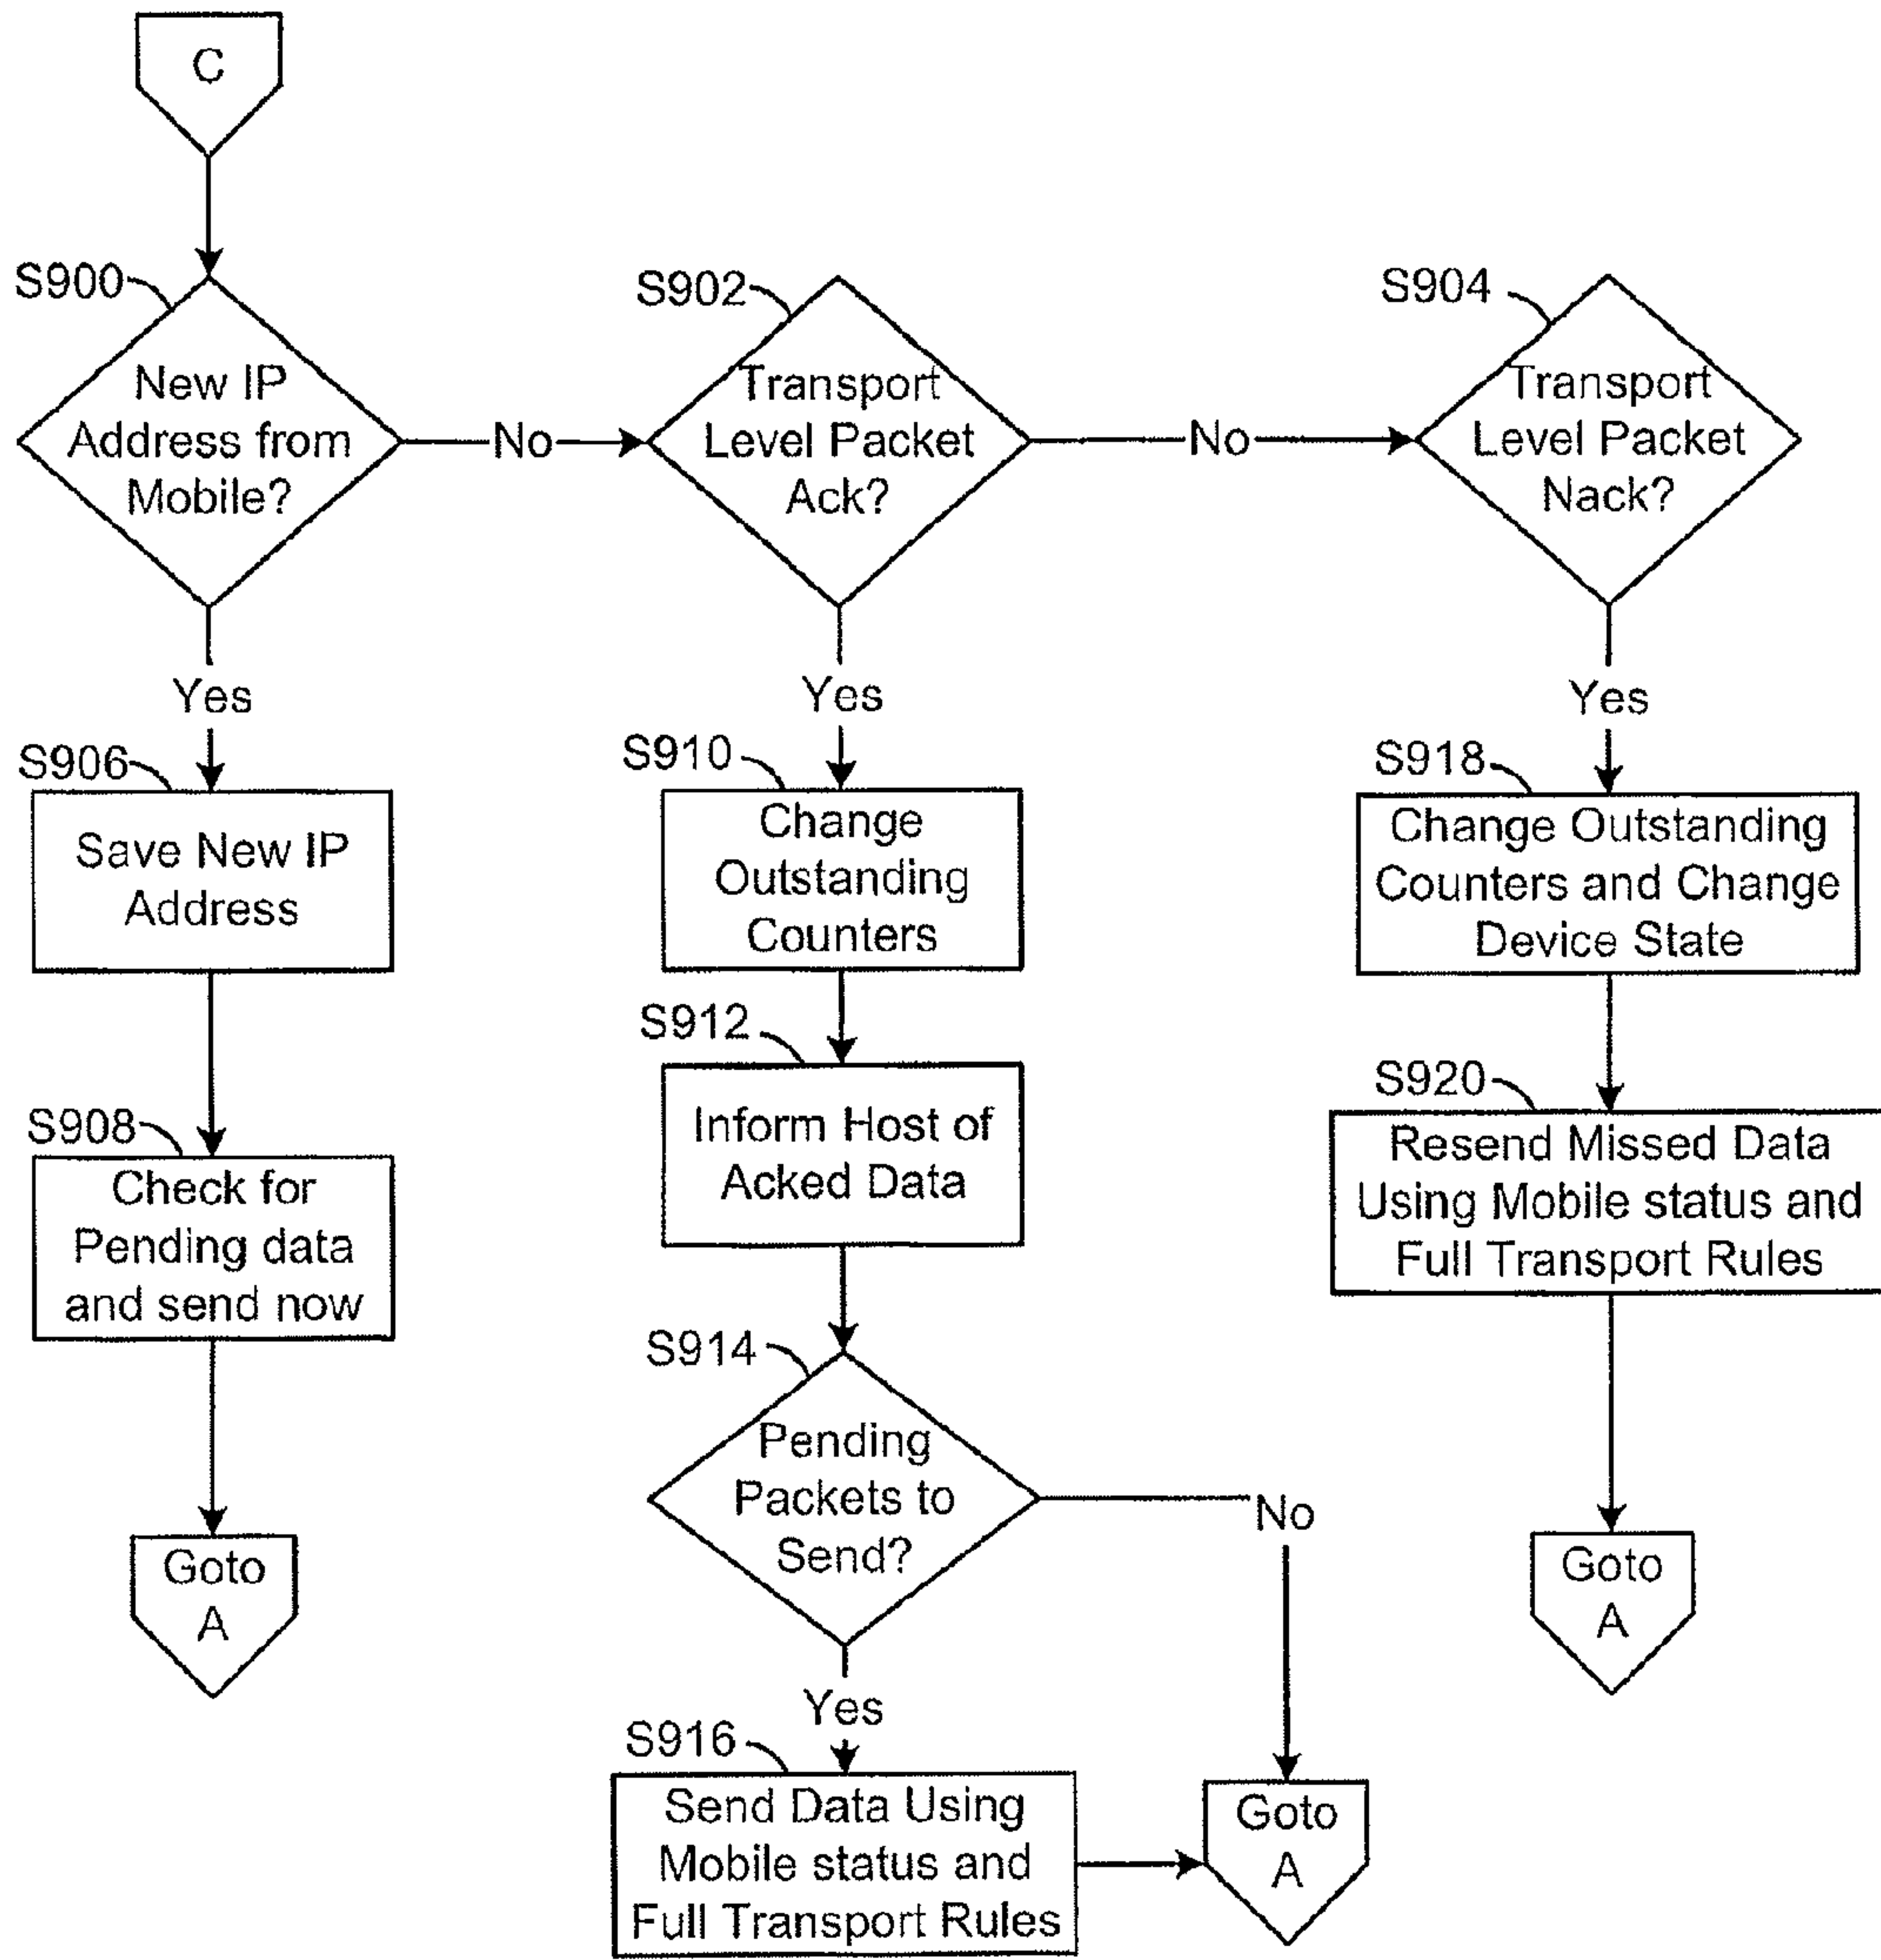 C
S900
New IP
Address from
Mobile?
No
S902
Transport
Level Packet
Ack?
No
S904
Transport
Level Packet
Nack?
Yes
Yes
Yes
S906
Save New IP
Address
S908
Check for
Pending data
and send now
Goto
A
S910
Change
Outstanding
Counters
S912
Inform Host of
Acked Data
S914
Pending
Packets to
Send?
No
Yes
S916
Send Data Using
Mobile status and
Full Transport Rules
Goto
A
S918
Change Outstanding
Counters and Change
Device State
S920
Resend Missed Data
Using Mobile status and
Full Transport Rules
Goto
A